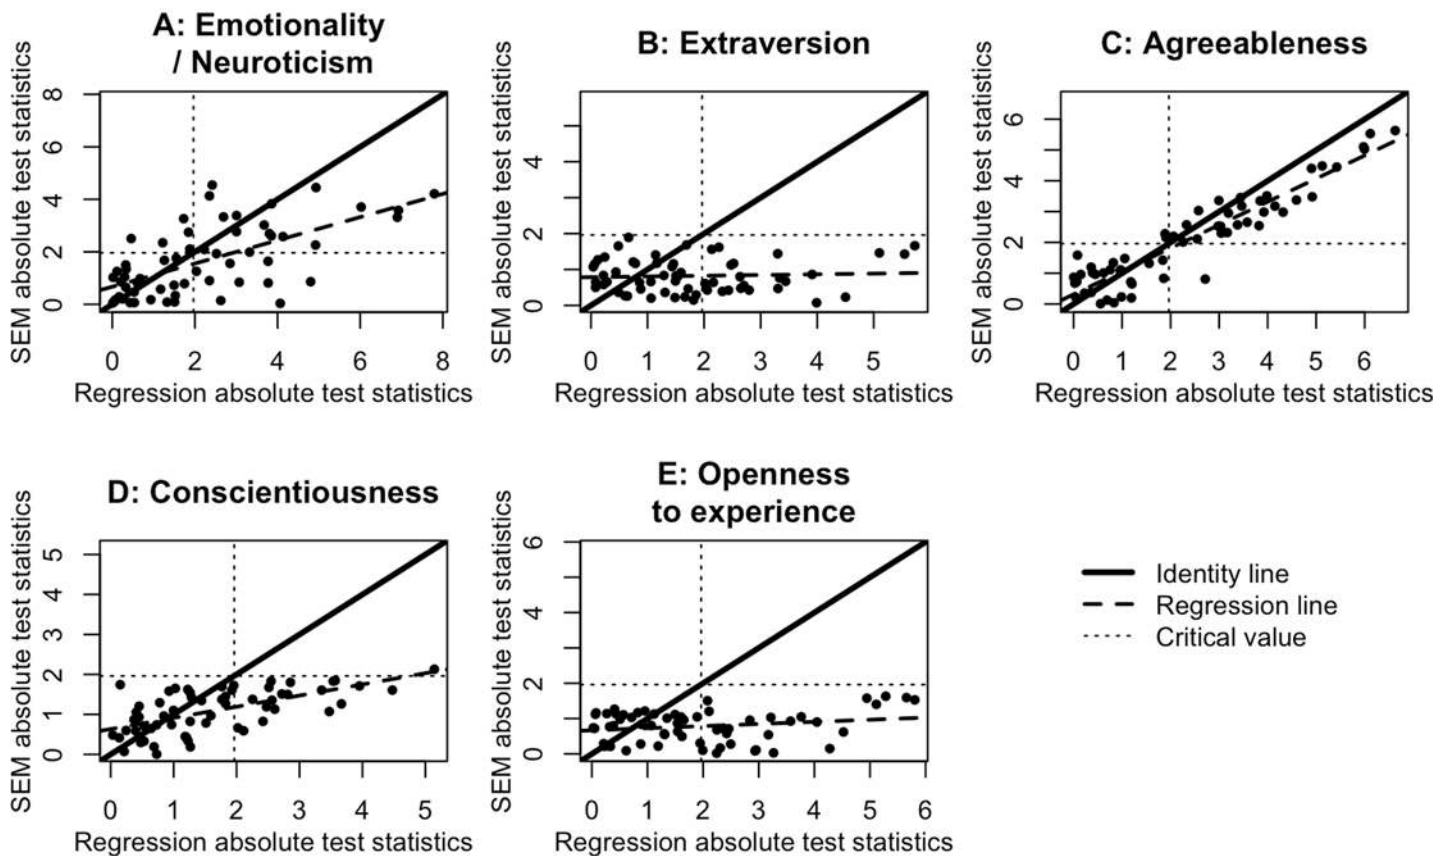 A: Emotionality
/ Neuroticism
SEM absolute test statistics
8
6
4
2
0
0 2 4 6 8
Regression absolute test statistics
B: Extraversion
SEM absolute test statistics
4
2
0
0 1 2 3 4 5
Regression absolute test statistics
C: Agreeableness
SEM absolute test statistics
6
4
2
0
0 1 2 3 4 5 6
Regression absolute test statistics
D: Conscientiousness
SEM absolute test statistics
5
4
3
2
1
0
0 1 2 3 4 5
Regression absolute test statistics
E: Openness
to experience
SEM absolute test statistics
6
4
2
0
0 1 2 3 4 5 6
Regression absolute test statistics
Identity line
Regression line
Critical value